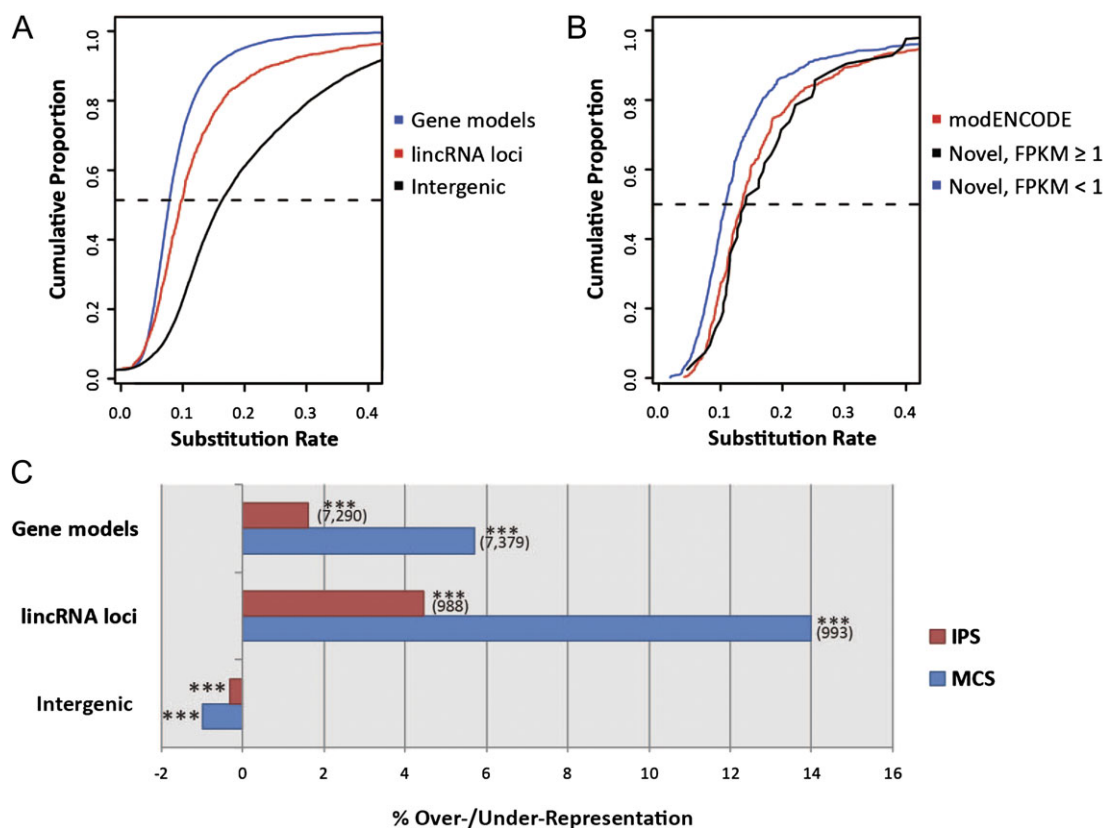 A
Cumulative Proportion
1.0
0.8
0.6
0.4
0.2
0.0
0.0 0.1 0.2 0.3 0.4
Substitution Rate
Gene models
lincRNA loci
Intergenic
B
Cumulative Proportion
1.0
0.8
0.6
0.4
0.2
0.0
0.0 0.1 0.2 0.3 0.4
Substitution Rate
modENCODE
Novel, FPKM ≥ 1
Novel, FPKM < 1
C
Gene models
***
(7,290)
***
(7,379)
lincRNA loci
***
(988)
***
(993)
Intergenic
***
***
IPS
MCS
-2 0 2 4 6 8 10 12 14 16
% Over-/Under-Representation